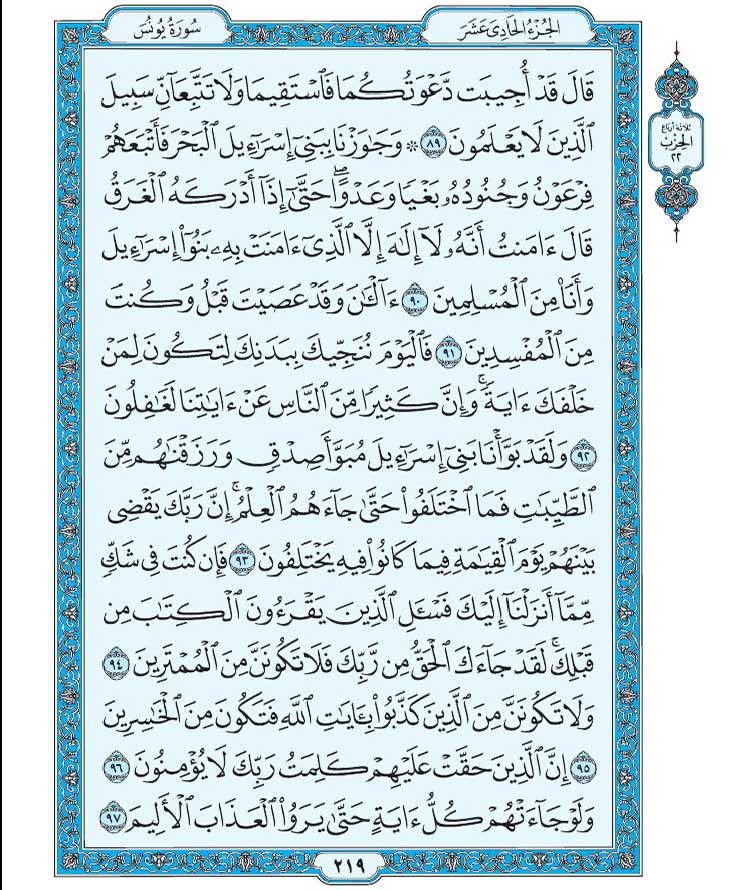 الجُزْءُ الحَادِي عَشَرَ
سُورَةُ يُونُسَ
قَالَ قَدْ أُجِيبَت دَّعْوَتُكُمَا فَٱسْتَقِيمَا وَلَا تَتَّبِعَآنِّ سَبِيلَ
ٱلَّذِينَ لَا يَعْلَمُونَ ٨٩ ۞ وَجَٰوَزْنَا بِبَنِىٓ إِسْرَٰٓءِيلَ ٱلْبَحْرَ فَأَتْبَعَهُمْ
فِرْعَوْنُ وَجُنُودُهُۥ بَغْيًا وَعَدْوًاۖ حَتَّىٰٓ إِذَآ أَدْرَكَهُ ٱلْغَرَقُ
قَالَ ءَامَنتُ أَنَّهُۥ لَآ إِلَٰهَ إِلَّا ٱلَّذِىٓ ءَامَنَتْ بِهِۦ بَنُوٓا۟ إِسْرَٰٓءِيلَ
وَأَنَا۠ مِنَ ٱلْمُسْلِمِينَ ٩٠ ءَآلْـَٰٔنَ وَقَدْ عَصَيْتَ قَبْلُ وَكُنتَ
مِنَ ٱلْمُفْسِدِينَ ٩١ فَٱلْيَوْمَ نُنَجِّيكَ بِبَدَنِكَ لِتَكُونَ لِمَنْ
خَلْفَكَ ءَايَةًۚ وَإِنَّ كَثِيرًا مِّنَ ٱلنَّاسِ عَنْ ءَايَٰتِنَا لَغَٰفِلُونَ
٩٢ وَلَقَدْ بَوَّأْنَا بَنِىٓ إِسْرَٰٓءِيلَ مُبَوَّأَ صِدْقٍ وَرَزَقْنَٰهُم مِّنَ
ٱلطَّيِّبَٰتِ فَمَا ٱخْتَلَفُوا۟ حَتَّىٰ جَآءَهُمُ ٱلْعِلْمُۚ إِنَّ رَبَّكَ يَقْضِى
بَيْنَهُمْ يَوْمَ ٱلْقِيَٰمَةِ فِيمَا كَانُوا۟ فِيهِ يَخْتَلِفُونَ ٩٣ فَإِن كُنتَ فِى شَكٍّ
مِّمَّآ أَنزَلْنَآ إِلَيْكَ فَسْـَٔلِ ٱلَّذِينَ يَقْرَءُونَ ٱلْكِتَٰبَ مِن
قَبْلِكَۚ لَقَدْ جَآءَكَ ٱلْحَقُّ مِن رَّبِّكَ فَلَا تَكُونَنَّ مِنَ ٱلْمُمْتَرِينَ ٩٤
وَلَا تَكُونَنَّ مِنَ ٱلَّذِينَ كَذَّبُوا۟ بِـَٔايَٰتِ ٱللَّهِ فَتَكُونَ مِنَ ٱلْخَٰسِرِينَ
٩٥ إِنَّ ٱلَّذِينَ حَقَّتْ عَلَيْهِمْ كَلِمَتُ رَبِّكَ لَا يُؤْمِنُونَ ٩٦
وَلَوْ جَآءَتْهُمْ كُلُّ ءَايَةٍ حَتَّىٰ يَرَوُا۟ ٱلْعَذَابَ ٱلْأَلِيمَ ٩٧
ثلاثة أرباع
الحِزْب
٢٢
٢١٩